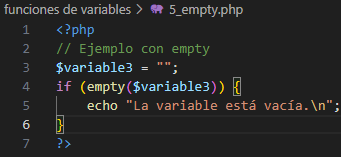 funciones de variables > 5_empty.php
1 <?php
2 // Ejemplo con empty
3 $variable3 = "";
4 if (empty($variable3)) {
5 echo "La variable está vacía.\n";
6 }
7 ?>